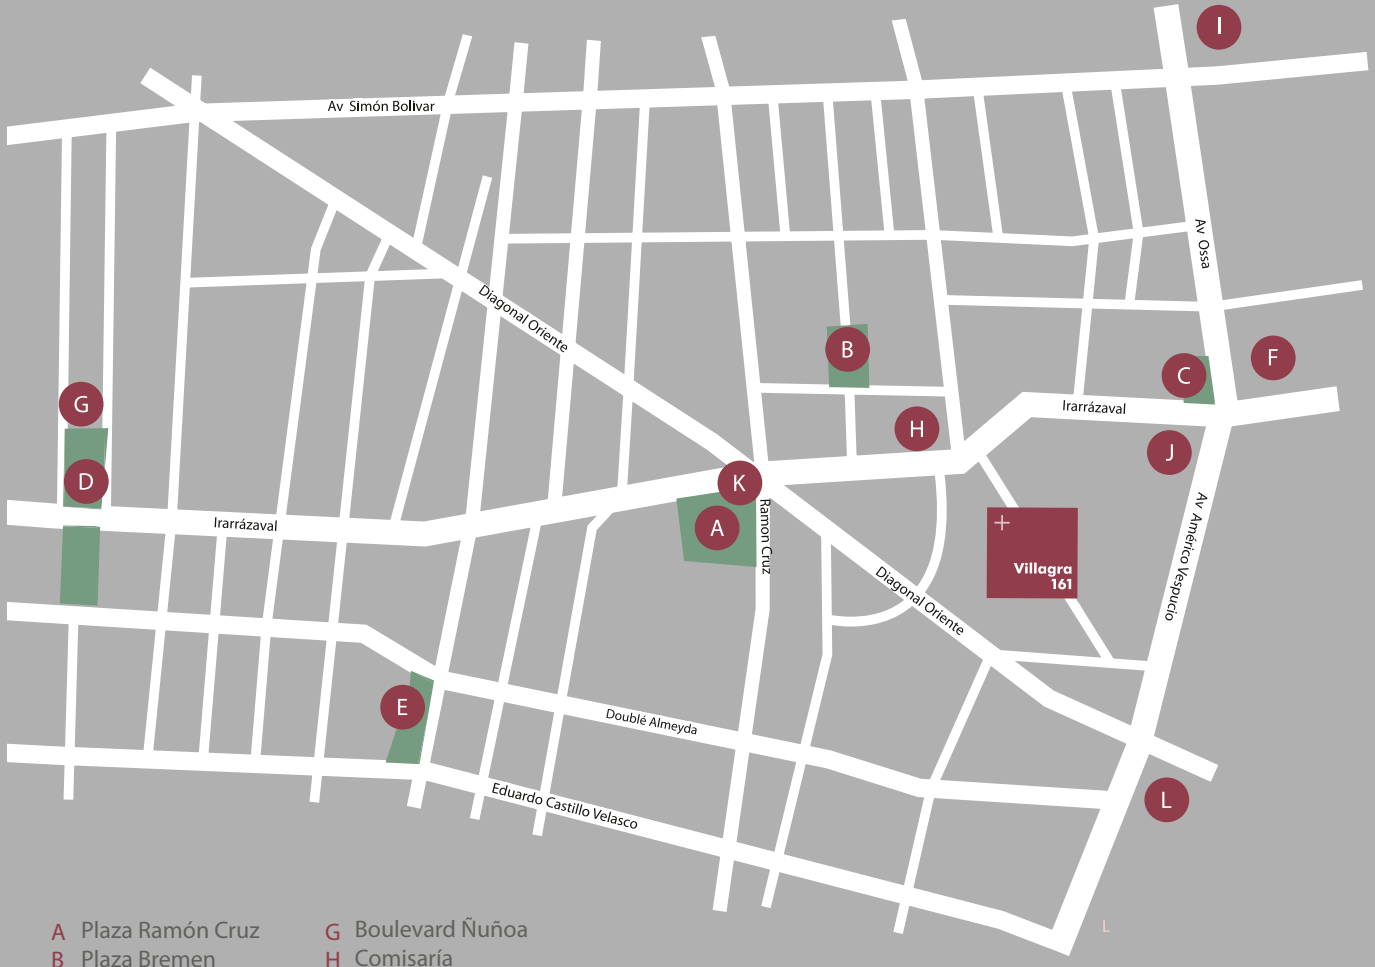 I
Av Simón Bolivar
Av Ossa
Diagonal Oriente
B
F
C
G
Irarrázaval
H
J
D
K
Irarrázaval
A
Ramon Cruz
Av Américo Vespucio
Villagra
161
Diagonal Oriente
E
Doublé Almeyda
Eduardo Castillo Velasco
L
L
A Plaza Ramón Cruz
G Boulevard Ñuñoa
B Plaza Bremen
H Comisaría